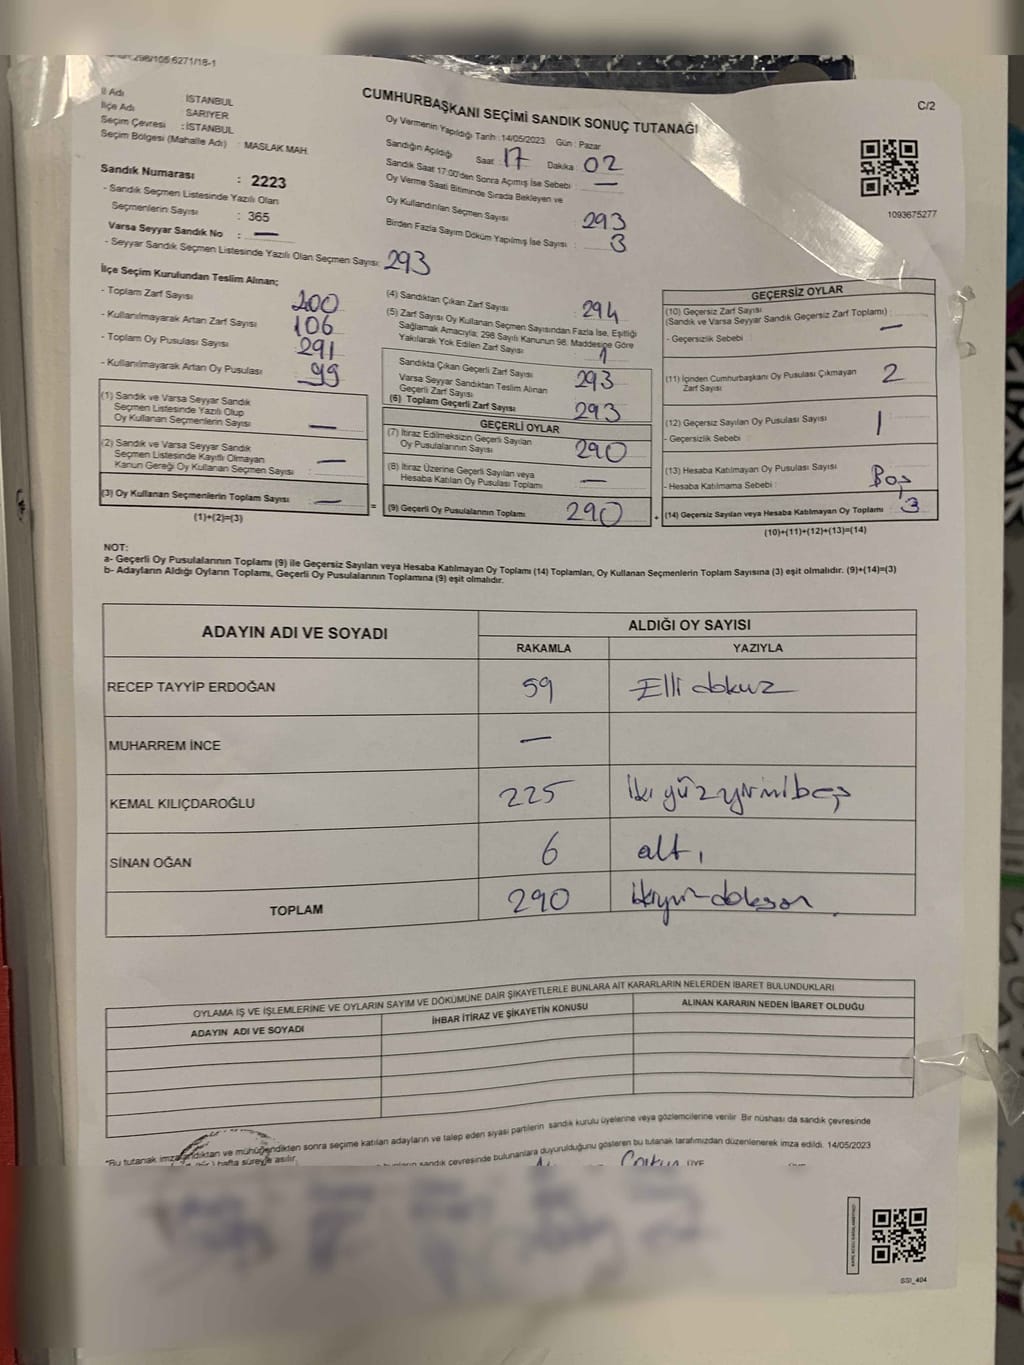 298/105 6271/18-1
C/2
İl Adı İSTANBUL
İlçe Adı SARIYER
Seçim Çevresi : İSTANBUL
Seçim Bölgesi (Mahalle Adı) : MASLAK MAH.
Sandık Numarası : 2223
- Sandık Seçmen Listesinde Yazılı Olan
Seçmenlerin Sayısı : 365
Varsa Seyyar Sandık No : —
- Seyyar Sandık Seçmen Listesinde Yazılı Olan Seçmen Sayısı: 293
CUMHURBAŞKANI SEÇİMİ SANDIK SONUÇ TUTANAĞI
Oy Vermenin Yapıldığı Tarih : 14/05/2023 Gün : Pazar
Sandığın Açıldığı Saat : 17 Dakika 02
Sandık Saat 17:00'den Sonra Açımış İse Sebebi : —
Oy Verme Saati Bitiminde Sırada Bekleyen ve
Oy Kullandırılan Seçmen Sayısı 293
Birden Fazla Sayım Döküm Yapılmış İse Sayısı : 3
1093675277
İlçe Seçim Kurulundan Teslim Alınan;
- Toplam Zarf Sayısı 200
- Kullanılmayarak Artan Zarf Sayısı 106
- Toplam Oy Pusulası Sayısı 291
- Kullanılmayarak Artan Oy Pusulası 99
(1) Sandık ve Varsa Seyyar Sandık
Seçmen Listesinde Yazılı Olup
Oy Kullanan Seçmenlerin Sayısı —
(2) Sandık ve Varsa Seyyar Sandık
Seçmen Listesinde Kayıtlı Olmayan
Kanun Gereği Oy Kullanan Seçmen Sayısı —
(3) Oy Kullanan Seçmenlerin Toplam Sayısı — =
(1)+(2)=(3)
(4) Sandıktan Çıkan Zarf Sayısı 294
(5) Zarf Sayısı Oy Kullanan Seçmen Sayısından Fazla İse, Eşitliği
Sağlamak Amacıyla; 298 Sayılı Kanunun 98. Maddesine Göre
Yakılarak Yok Edilen Zarf Sayısı 1
Sandıkta Çıkan Geçerli Zarf Sayısı 293
Varsa Seyyar Sandıktan Teslim Alınan
Geçerli Zarf Sayısı
(6) Toplam Geçerli Zarf Sayısı 293
GEÇERLİ OYLAR
(7) İtiraz Edilmeksizin Geçerli Sayılan
Oy Pusulalarının Sayısı 290
(8) İtiraz Üzerine Geçerli Sayılan veya
Hesaba Katılan Oy Pusulası Toplamı —
(9) Geçerli Oy Pusulalarının Toplamı 290 +
GEÇERSİZ OYLAR
(10) Geçersiz Zarf Sayısı
(Sandık ve Varsa Seyyar Sandık Geçersiz Zarf Toplamı) :
- Geçersizlik Sebebi : —
(11) İçinden Cumhurbaşkanı Oy Pusulası Çıkmayan
Zarf Sayısı 2
(12) Geçersiz Sayılan Oy Pusulası Sayısı 1
- Geçersizlik Sebebi
(13) Hesaba Katılmayan Oy Pusulası Sayısı
- Hesaba Katılmama Sebebi : Boş
(14) Geçersiz Sayılan veya Hesaba Katılmayan Oy Toplamı 3
(10)+(11)+(12)+(13)=(14)
NOT:
a- Geçerli Oy Pusulalarının Toplamı (9) ile Geçersiz Sayılan veya Hesaba Katılmayan Oy Toplamı (14) Toplamları, Oy Kullanan Seçmenlerin Toplam Sayısına (3) eşit olmalıdır. (9)+(14)=(3)
b- Adayların Aldığı Oyların Toplamı, Geçerli Oy Pusulalarının Toplamına (9) eşit olmalıdır.
ADAYIN ADI VE SOYADI ALDIĞI OY SAYISI
RAKAMLA YAZIYLA
RECEP TAYYİP ERDOĞAN 59 Elli dokuz
MUHARREM İNCE —
KEMAL KILIÇDAROĞLU 225 iki yüz yirmi beş
SİNAN OĞAN 6 altı
TOPLAM 290 ikiyüz doksan
OYLAMA İŞ VE İŞLEMLERİNE VE OYLARIN SAYIM VE DÖKÜMÜNE DAİR ŞİKAYETLERLE BUNLARA AİT KARARLARIN NELERDEN İBARET BULUNDUKLARI
ADAYIN ADI VE SOYADI İHBAR İTİRAZ VE ŞİKAYETİN KONUSU ALINAN KARARIN NEDEN İBARET OLDUĞU
sandık kurulu üyelerine veya gözlemcilerine verilir. Bir nüshası da sandık çevresinde
*Bu tutanak imzalandıktan ve mühüğendikten sonra seçime katılan adayların ve talep eden siyasi partilerin
hafta süreyle asılır.
sandık çevresinde bulunanlara duyurulduğunu gösteren bu tutanak tarafımızdan düzenlenerek imza edildi. 14/05/2023
ÜYE
SSİ_404